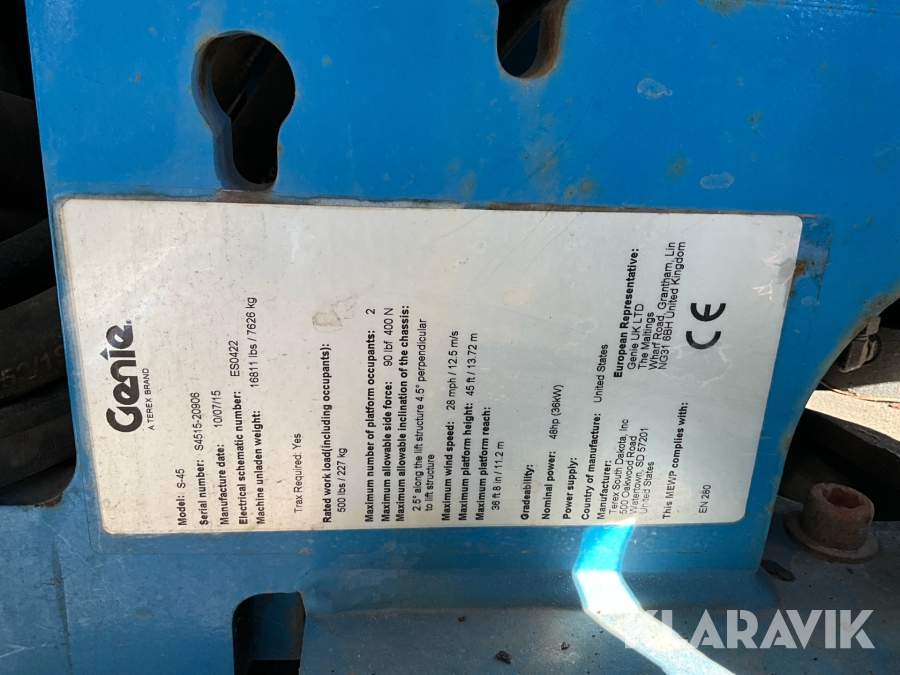 Genie
A TEREX BRAND
Model: S-45
Serial number: S4515-20906
Manufacture date: 10/07/15
Electrical schematic number: ES0422
Machine unladen weight:
16811 lbs / 7626 kg
Trax Required: Yes
Rated work load(including occupants):
500 lbs / 227 kg
Maximum number of platform occupants: 2
Maximum allowable side force: 90 lbf 400 N
Maximum allowable inclination of the chassis:
2.5° along the lift structure 4.5° perpendicular
to lift structure
Maximum wind speed: 28 mph / 12.5 m/s
Maximum platform height: 45 ft / 13.72 m
Maximum platform reach:
36 ft 8 in / 11.2 m
Gradeability:
Nominal power: 48hp (36kW)
Power supply:
Country of manufacture: United States
Manufacturer:
Terex South Dakota, Inc
500 Oakwood Road
Watertown, SD 57201
United States
European Representative:
Genie UK LTD
The Maltings
Wharf Road, Grantham, Lin
NG31 6BH United Kingdom
This MEWP complies with:
EN 280
CE
KLARAVIK